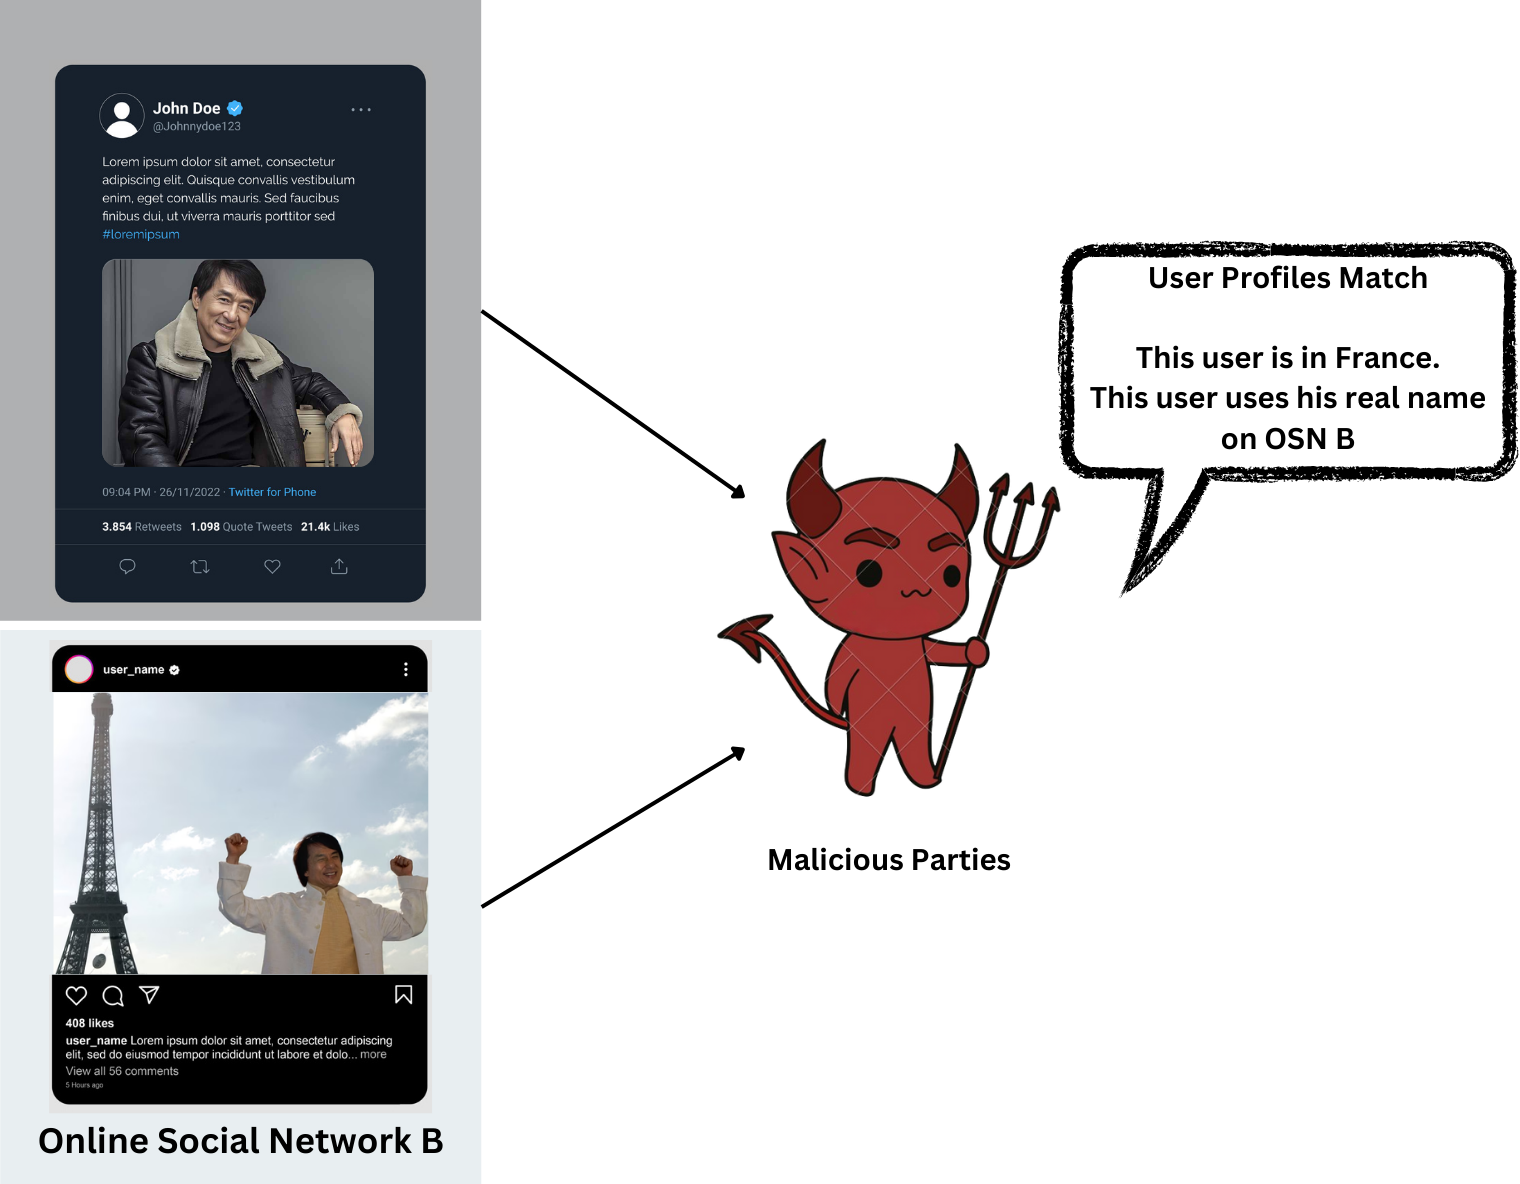 John Doe
@Johnnydoe123
Lorem ipsum dolor sit amet, consectetur
adipiscing elit. Quisque convallis vestibulum
enim, eget convallis mauris. Sed faucibus
finibus dui, ut viverra mauris porttitor sed
#loremipsum
09:04 PM · 26/11/2022 · Twitter for Phone
3.854 Retweets 1.098 Quote Tweets 21.4k Likes
user_name
408 likes
user_name Lorem ipsum dolor sit amet, consectetur adipiscing
elit, sed do eiusmod tempor incididunt ut labore et dolo... more
View all 56 comments
5 Hours ago
Online Social Network B
Malicious Parties
User Profiles Match
This user is in France.
This user uses his real name
on OSN B